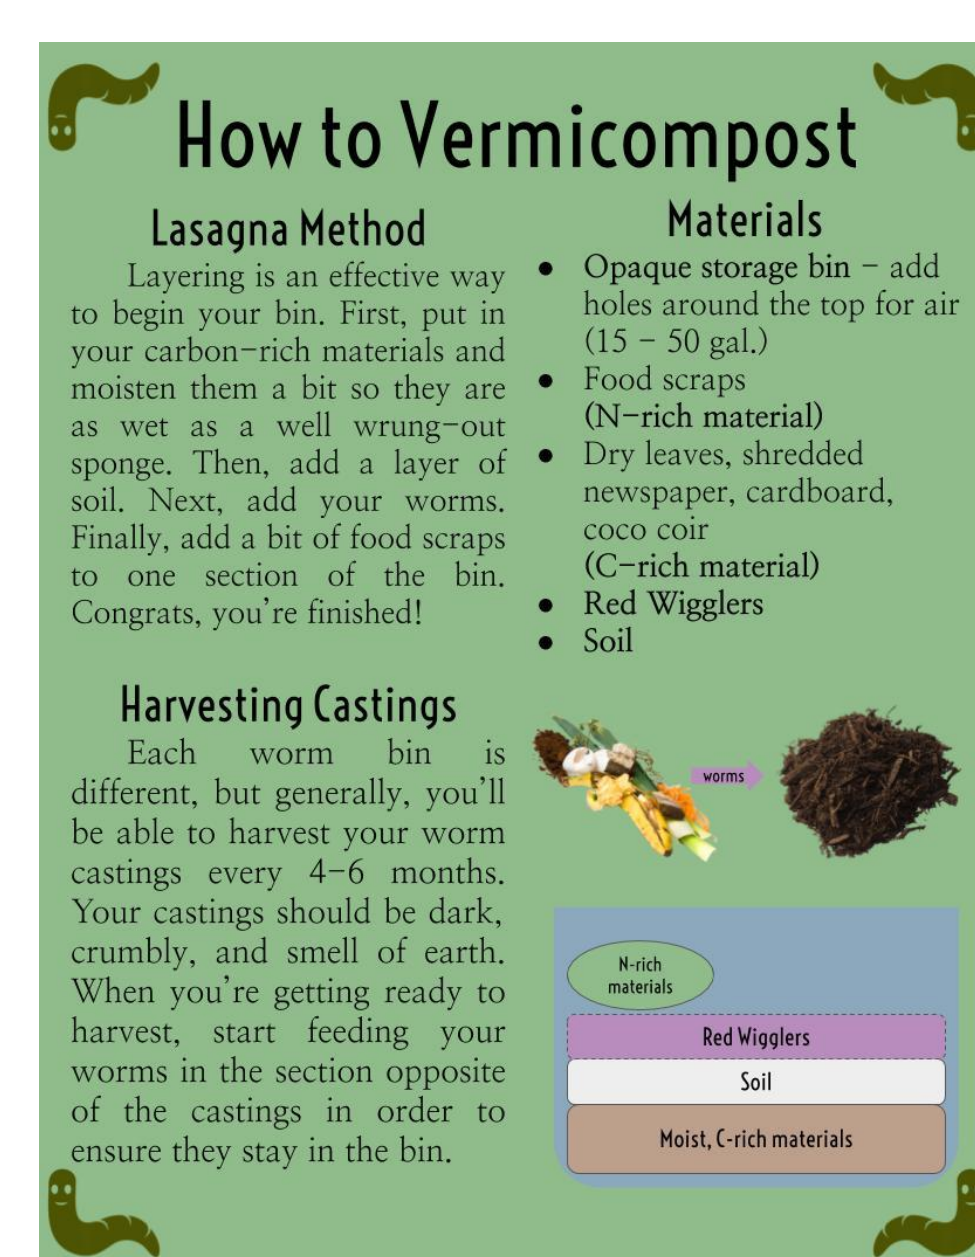 How to Vermicompost
Lasagna Method
Layering is an effective way
to begin your bin. First, put in
your carbon-rich materials and
moisten them a bit so they are
as wet as a well wrung-out
sponge. Then, add a layer of
soil. Next, add your worms.
Finally, add a bit of food scraps
to one section of the bin.
Congrats, you're finished!
Harvesting Castings
Each worm bin is
different, but generally, you'll
be able to harvest your worm
castings every 4-6 months.
Your castings should be dark,
crumbly, and smell of earth.
When you're getting ready to
harvest, start feeding your
worms in the section opposite
of the castings in order to
ensure they stay in the bin.
Materials
● Opaque storage bin - add
holes around the top for air
(15 - 50 gal.)
● Food scraps
(N-rich material)
● Dry leaves, shredded
newspaper, cardboard,
coco coir
(C-rich material)
● Red Wigglers
● Soil
worms
N-rich
materials
Red Wigglers
Soil
Moist, C-rich materials